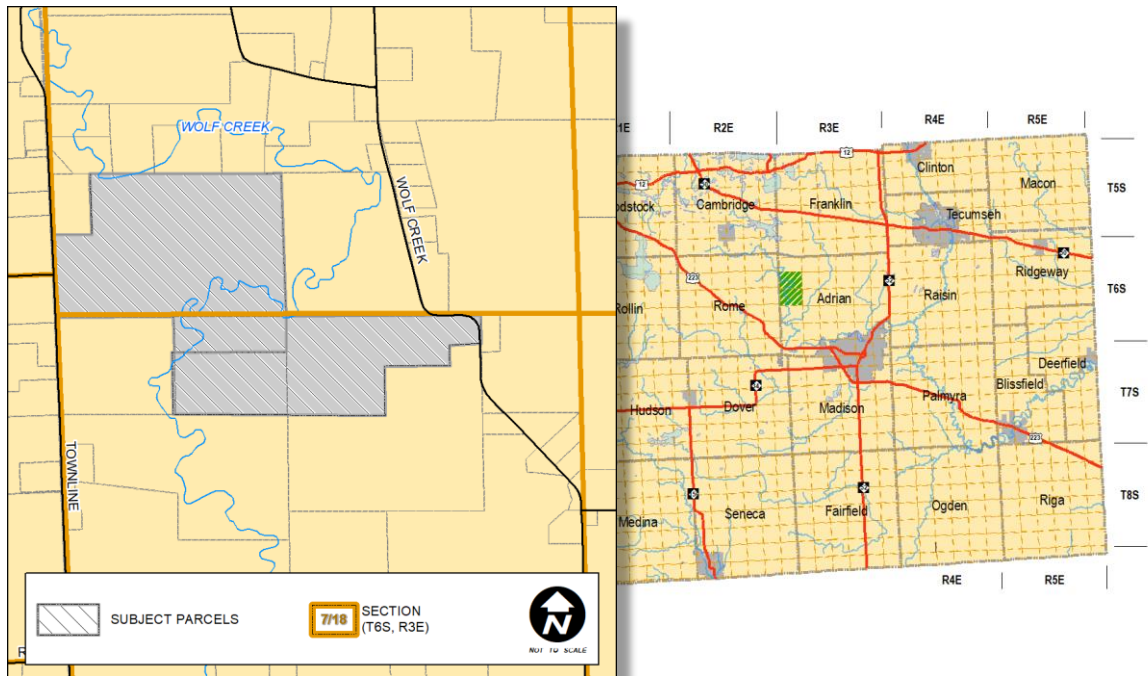 WOLF CREEK
WOLF CREEK
TOWNLINE
R
SUBJECT PARCELS
7/18
SECTION
(T6S, R3E)
N
NOT TO SCALE
R2E
R3E
R4E
R5E
12
12
Clinton
Macon
T5S
odstock
Cambridge
Franklin
Tecumseh
Ridgeway
223
Rollin
Rome
Adrian
Raisin
T6S
Deerfield
Blissfield
Hudson
Dover
Madison
Palmyra
T7S
223
Medina
Seneca
Fairfield
Ogden
Riga
T8S
R4E
R5E